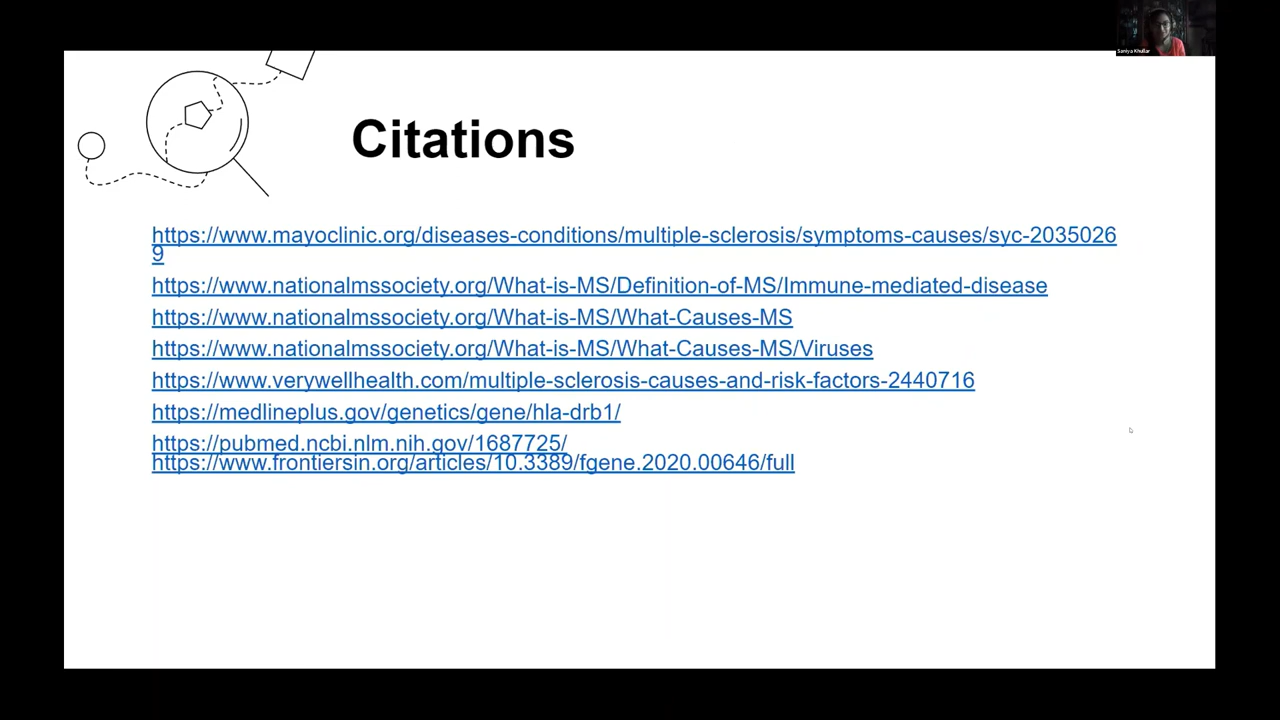 Saniya Khullar
Citations
https://www.mayoclinic.org/diseases-conditions/multiple-sclerosis/symptoms-causes/syc-2035026
9
https://www.nationalmssociety.org/What-is-MS/Definition-of-MS/Immune-mediated-disease
https://www.nationalmssociety.org/What-is-MS/What-Causes-MS
https://www.nationalmssociety.org/What-is-MS/What-Causes-MS/Viruses
https://www.verywellhealth.com/multiple-sclerosis-causes-and-risk-factors-2440716
https://medlineplus.gov/genetics/gene/hla-drb1/
https://pubmed.ncbi.nlm.nih.gov/1687725/
https://www.frontiersin.org/articles/10.3389/fgene.2020.00646/full